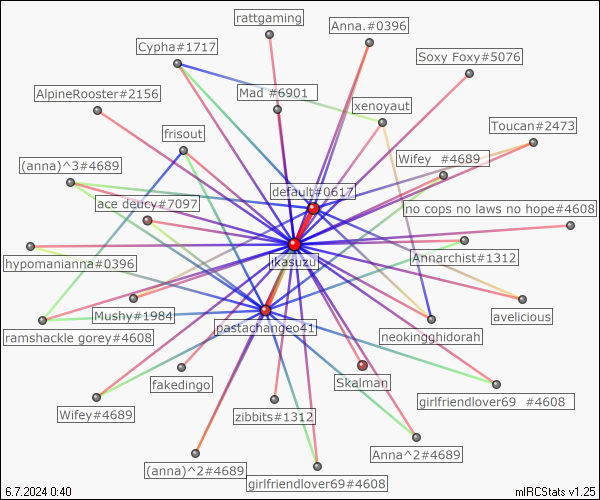 rattgaming
Anna.#0396
Cypha#1717
Soxy Foxy#5076
AlpineRooster#2156
Mad #6901
xenoyaut
Toucan#2473
frisout
(anna)^3#4689
Wifey #4689
default#0617
ace deucy#7097
no cops no laws no hope#4608
Annarchist#1312
ikasuzu
hypomanianna#0396
Mushy#1984
avelicious
pastachangeo41
ramshackle gorey#4608
neokingghidorah
fakedingo
Skalman
girlfriendlover69 #4608
Wifey#4689
zibbits#1312
Anna^2#4689
(anna)^2#4689
girlfriendlover69#4608
6.7.2024 0:40
mIRCStats v1.25